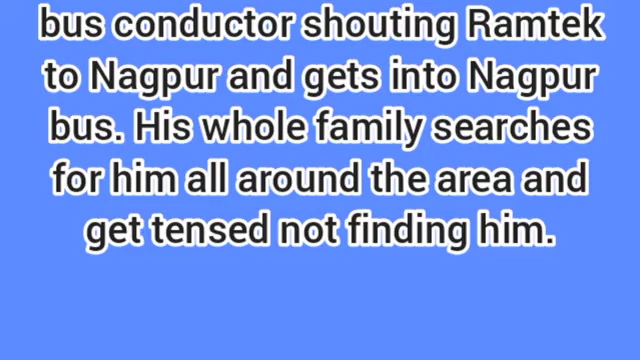 bus conductor shouting Ramtek
to Nagpur and gets into Nagpur
bus. His whole family searches
for him all around the area and
get tensed not finding him.